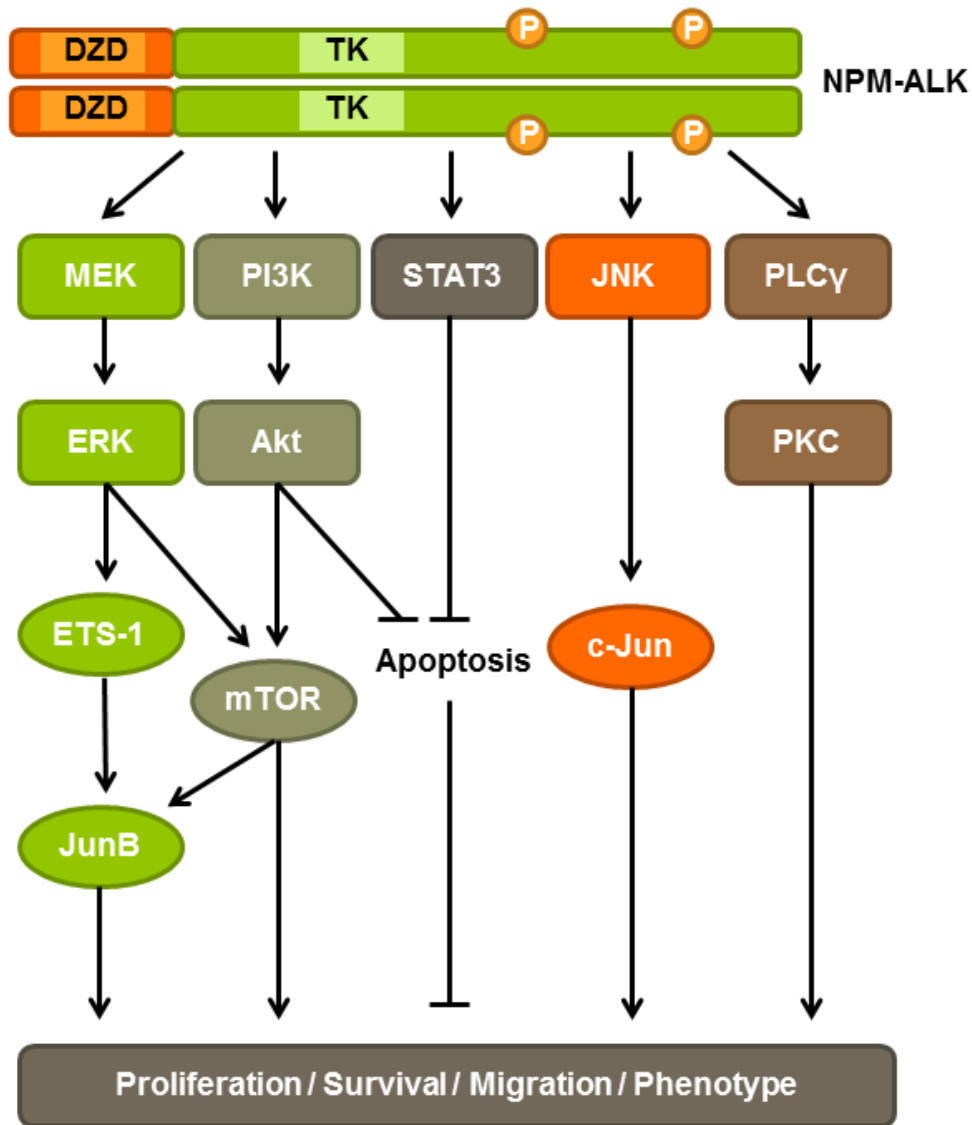 DZD TK P P
NPM-ALK
DZD TK P P
MEK PI3K STAT3 JNK PLCγ
ERK Akt PKC
ETS-1 Apoptosis c-Jun
mTOR
JunB
Proliferation / Survival / Migration / Phenotype